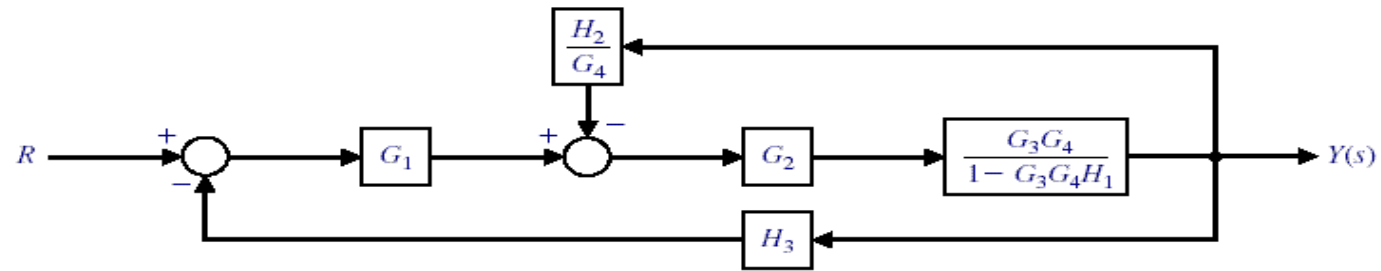 H₂
G₄
+ −
R + G₁ + G₂ G₃G₄ Y(s)
− 1 − G₃G₄H₁
H₃